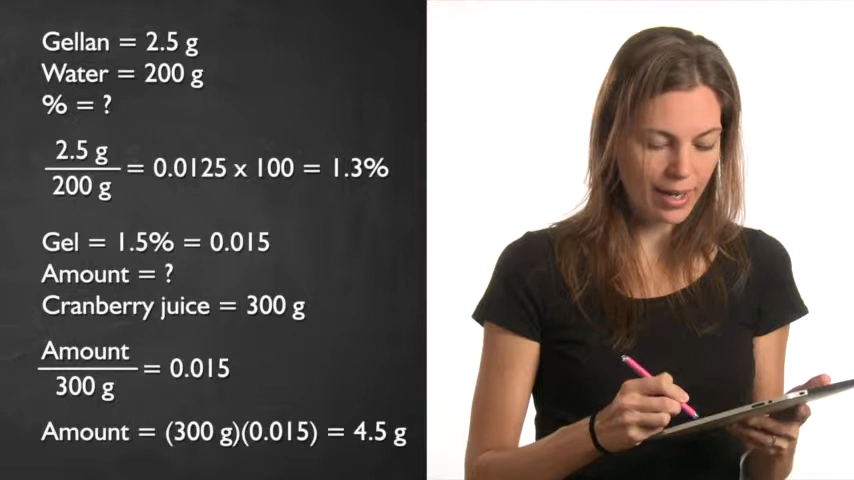 Gellan = 2.5 g
Water = 200 g
% = ?
2.5 g
200 g
= 0.0125 x 100 = 1.3%
Gel = 1.5% = 0.015
Amount = ?
Cranberry juice = 300 g
Amount
300 g
= 0.015
Amount = (300 g)(0.015) = 4.5 g